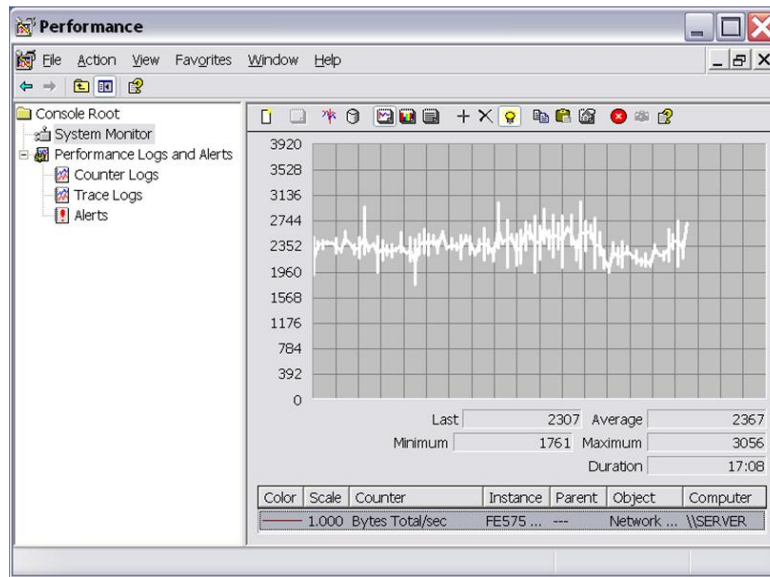 Performance
File Action View Favorites Window Help
Console Root
System Monitor
Performance Logs and Alerts
Counter Logs
Trace Logs
Alerts
3920
3528
3136
2744
2352
1960
1568
1176
784
392
0
Last 2307 Average 2367
Minimum 1761 Maximum 3056
Duration 17:08
Color Scale Counter Instance Parent Object Computer
1.000 Bytes Total/sec FE575 ... --- Network ... \\SERVER